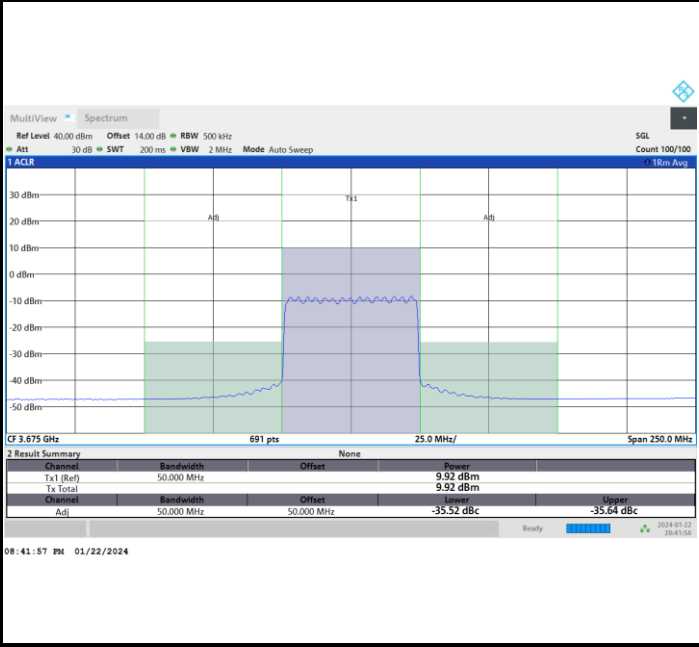 MultiView Spectrum
Ref Level 40.00 dBm Offset 14.00 dB RBW 500 kHz SGL
Att 30 dB SWT 200 ms VBW 2 MHz Mode Auto Sweep Count 100/100
1 ACLR 1Rm Avg
30 dBm
Tx1
20 dBm
Adj Adj
10 dBm
0 dBm
-10 dBm
-20 dBm
-30 dBm
-40 dBm
-50 dBm
CF 3.675 GHz 691 pts 25.0 MHz/ Span 250.0 MHz
2 Result Summary None
Channel Bandwidth Offset Power
Tx1 (Ref) 50.000 MHz 9.92 dBm
Tx Total 9.92 dBm
Channel Bandwidth Offset Lower Upper
Adj 50.000 MHz 50.000 MHz -35.52 dBc -35.64 dBc
Ready 2024-01-22
20:41:56
08:41:57 PM 01/22/2024